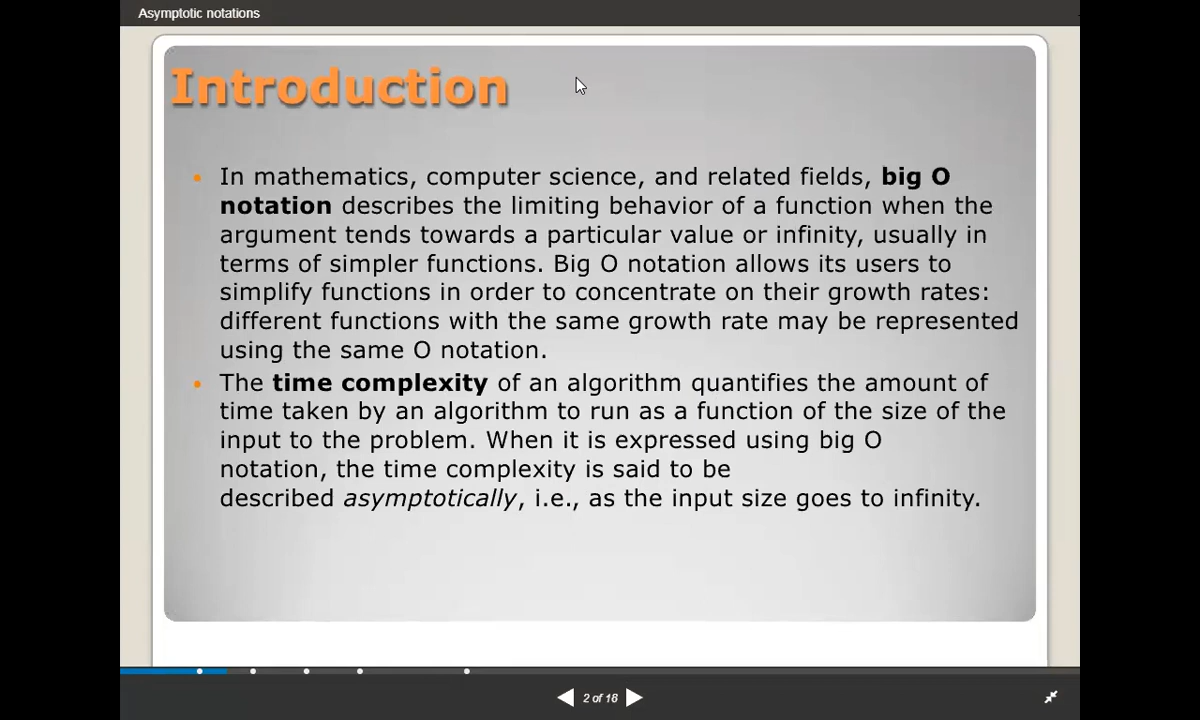 Asymptotic notations
Introduction
• In mathematics, computer science, and related fields, big O
notation describes the limiting behavior of a function when the
argument tends towards a particular value or infinity, usually in
terms of simpler functions. Big O notation allows its users to
simplify functions in order to concentrate on their growth rates:
different functions with the same growth rate may be represented
using the same O notation.
• The time complexity of an algorithm quantifies the amount of
time taken by an algorithm to run as a function of the size of the
input to the problem. When it is expressed using big O
notation, the time complexity is said to be
described asymptotically, i.e., as the input size goes to infinity.
2 of 18